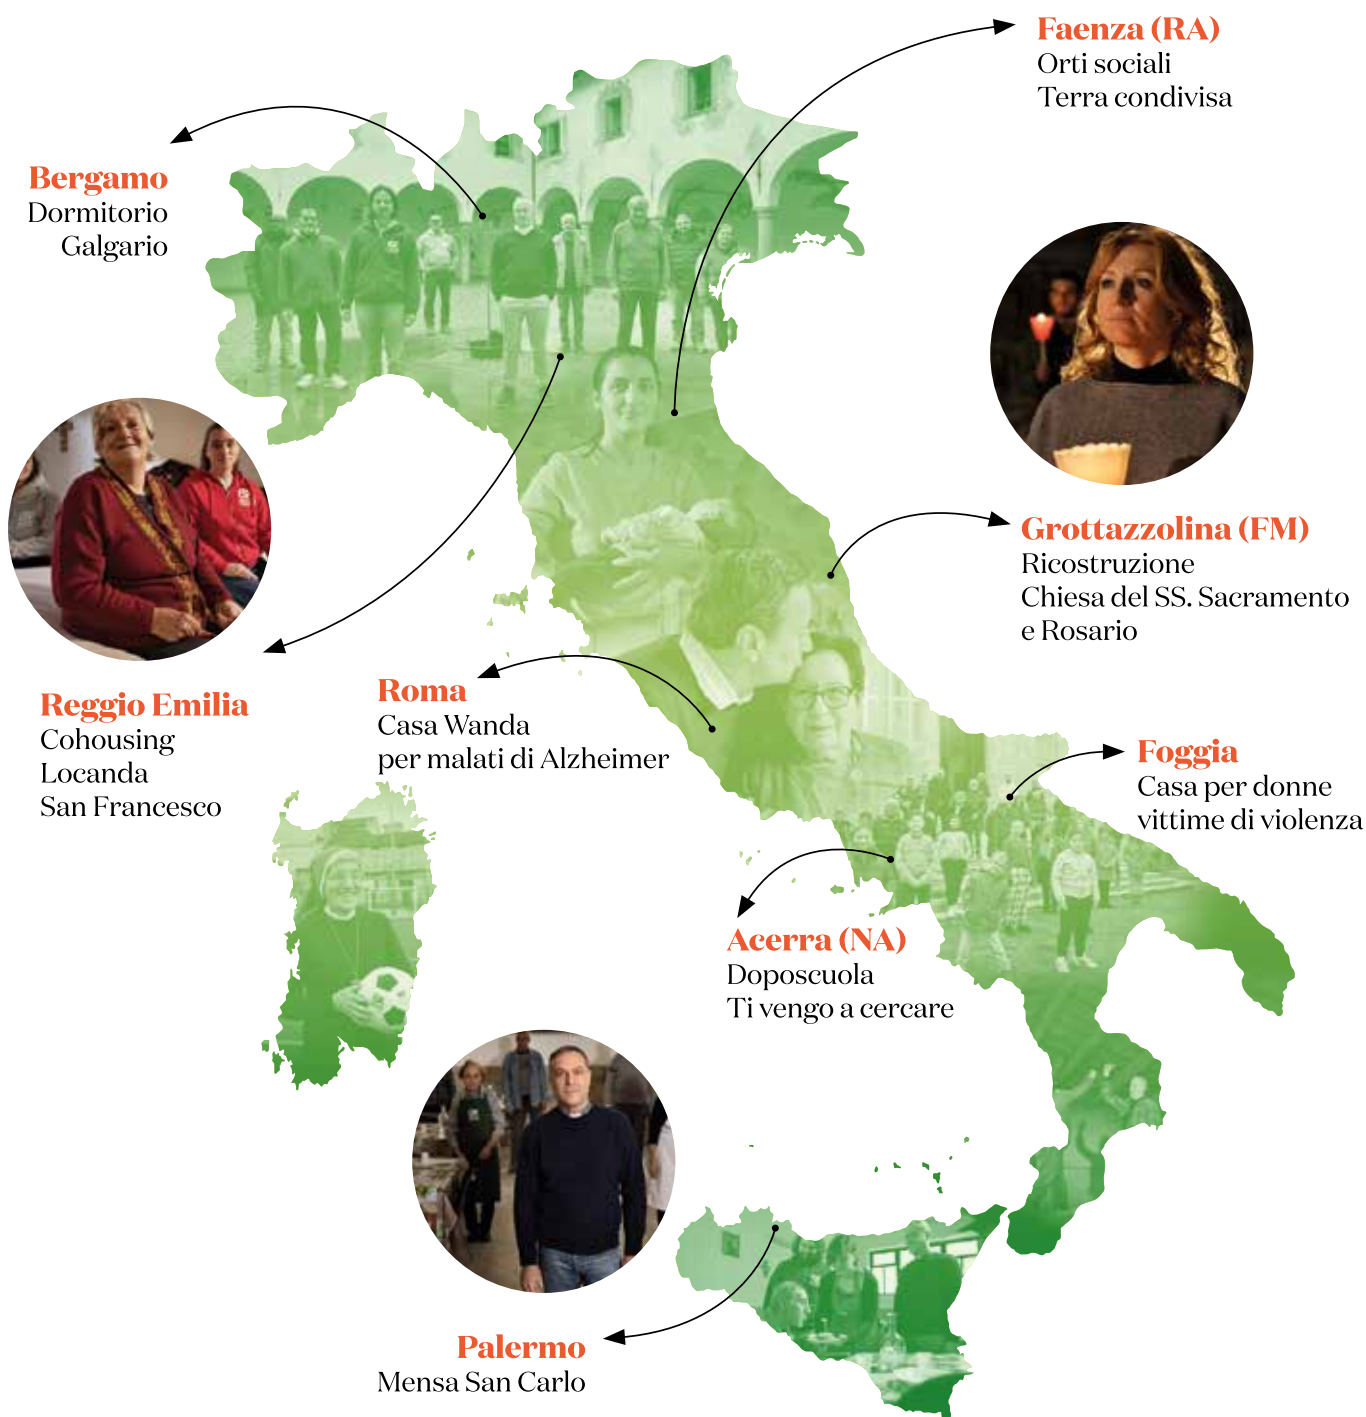 Faenza (RA)
Orti sociali
Terra condivisa
Bergamo
Dormitorio
Galgario
Grottazzolina (FM)
Ricostruzione
Chiesa del SS. Sacramento
e Rosario
Reggio Emilia
Cohousing
Locanda
San Francesco
Roma
Casa Wanda
per malati di Alzheimer
Foggia
Casa per donne
vittime di violenza
Acerra (NA)
Doposcuola
Ti vengo a cercare
Palermo
Mensa San Carlo